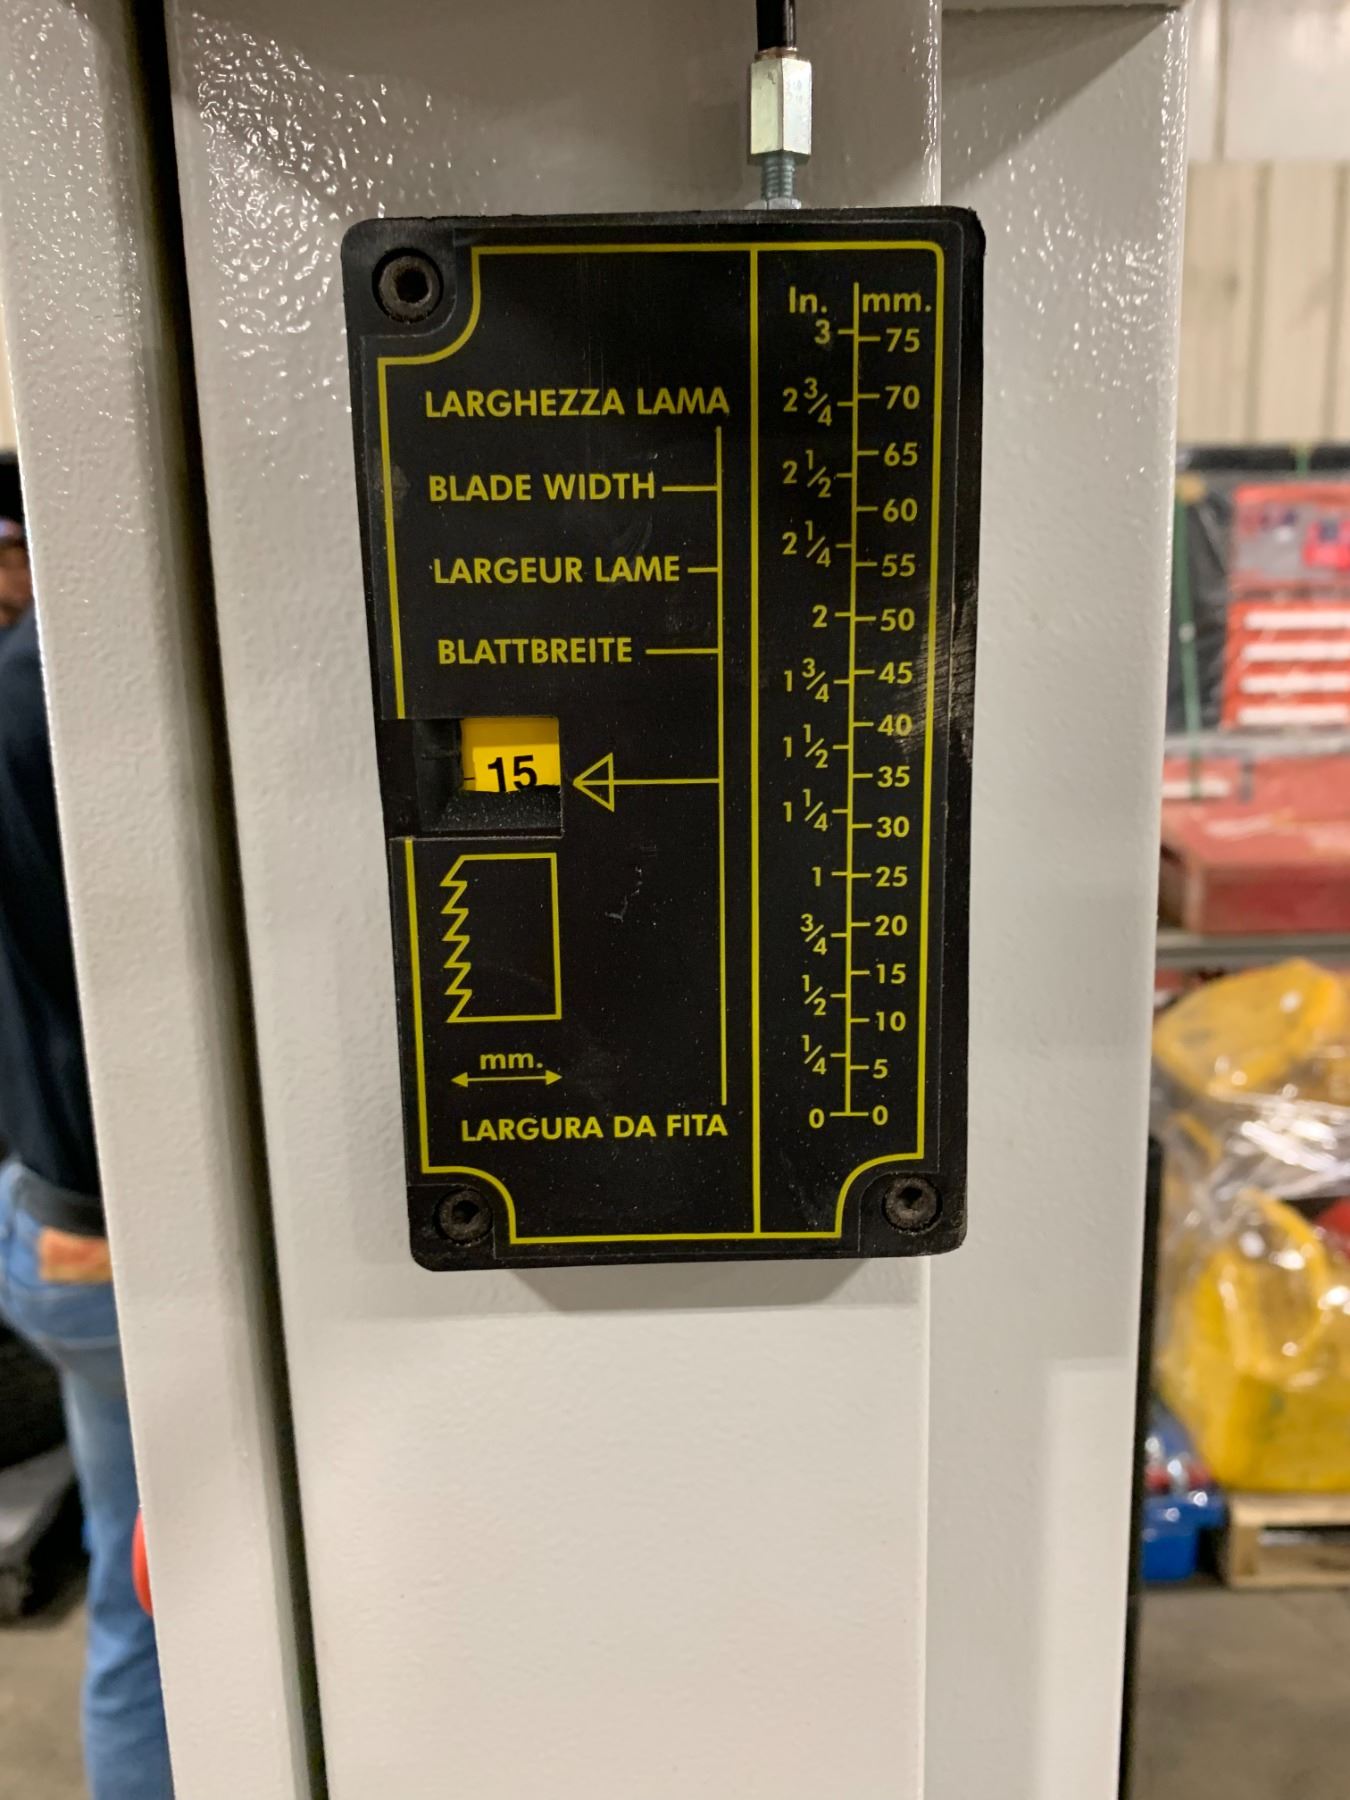 LARGHEZZA LAMA
BLADE WIDTH
LARGEUR LAME
BLATTBREITE
15
mm.
LARGURA DA FITA
In. mm.
3 75
2 3/4 70
65
2 1/2
60
2 1/4
55
2 50
1 3/4 45
40
1 1/2
35
1 1/4
30
1 25
3/4 20
15
1/2
10
1/4
5
0 0